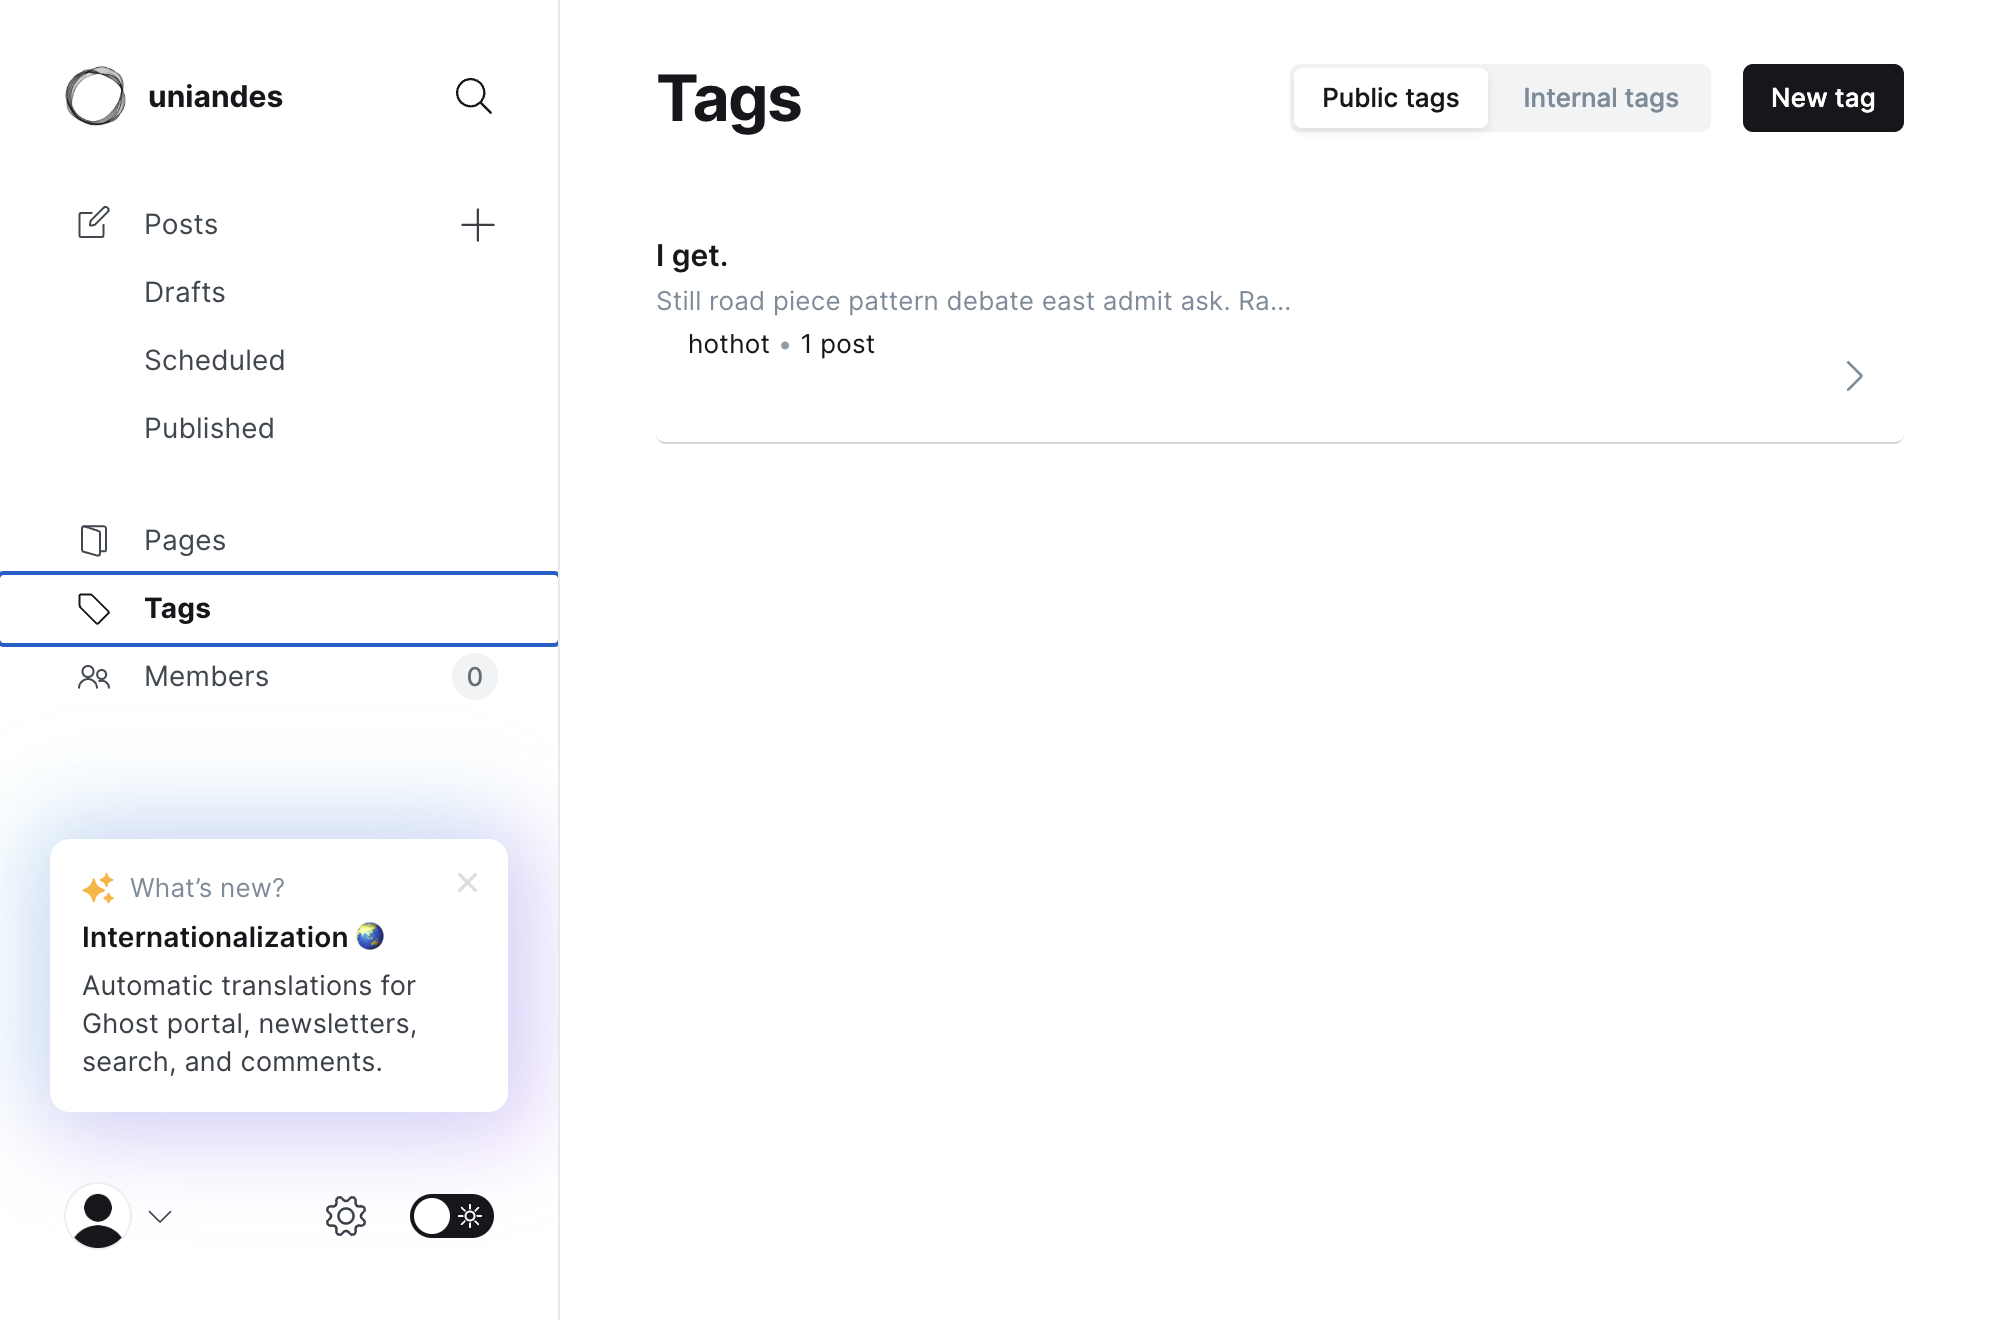 uniandes
Posts
Drafts
Scheduled
Published
Pages
Tags
Members 0
What’s new?
Internationalization
Automatic translations for
Ghost portal, newsletters,
search, and comments.
Tags
Public tags Internal tags New tag
I get.
Still road piece pattern debate east admit ask. Ra...
hothot • 1 post